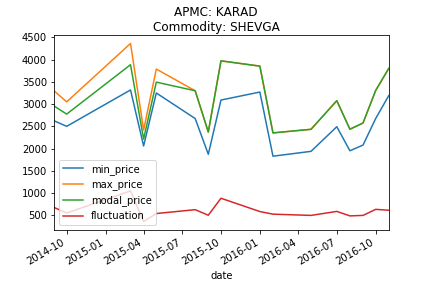 APMC: KARAD
Commodity: SHEVGA
4500
4000
3500
3000
2500
2000
1500
1000
500
min_price
max_price
modal_price
fluctuation
2014-10
2015-01
2015-04
2015-07
2015-10
2016-01
2016-04
2016-07
2016-10
date